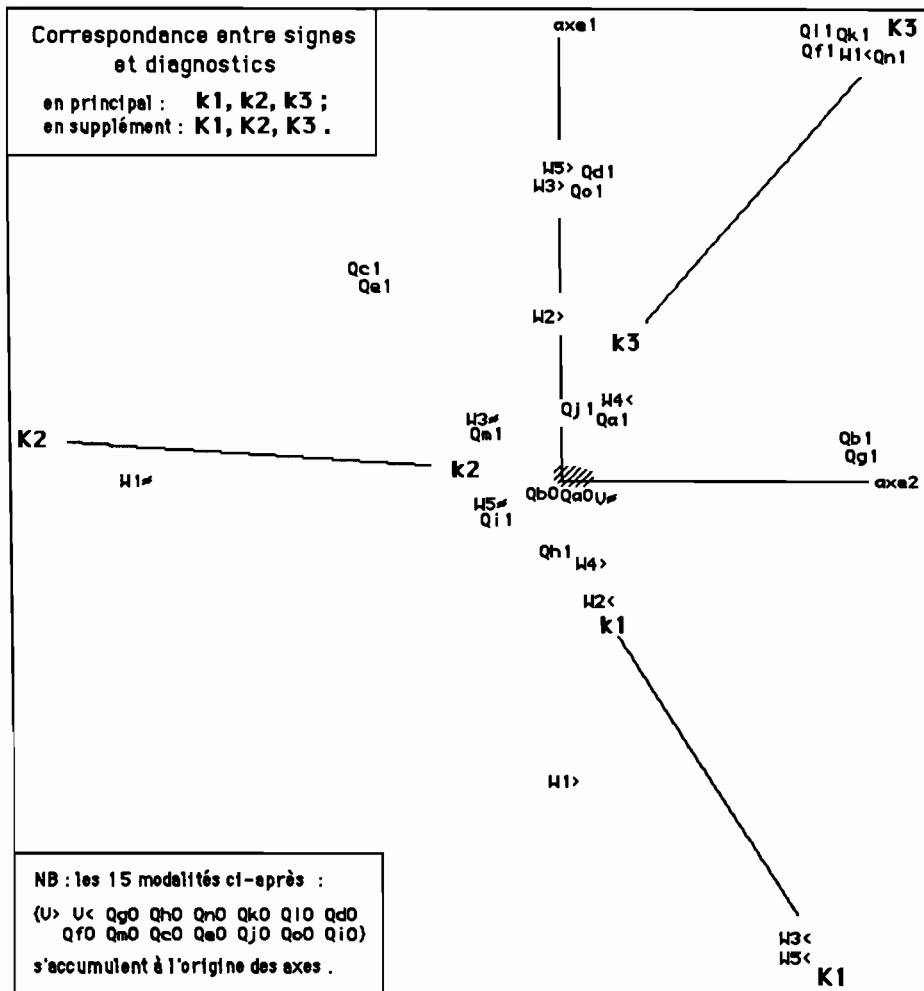 Correspondance entre signes
et diagnostics
en principal : k1, k2, k3 ;
en supplément : K1, K2, K3 .
axe1
Ql1 Qk1 K3
Qf1 W1< Qn1
W5> Qd1
W3> Qo1
Qc1
Qe1
W2>
k3
Qj1 W4<
Qa1
W3=
Qm1
K2
k2
W1=
Qb1
Qg1
axe2
Qb0 Qa0 U=
W5=
Qi1
Qh1 W4>
W2<
k1
W1>
NB : les 15 modalités ci-après :
{U> U< Qg0 Qh0 Qn0 Qk0 Ql0 Qd0
Qf0 Qm0 Qc0 Qe0 Qj0 Qo0 Qi0}
s'accumulent à l'origine des axes .
W3<
W5<
K1